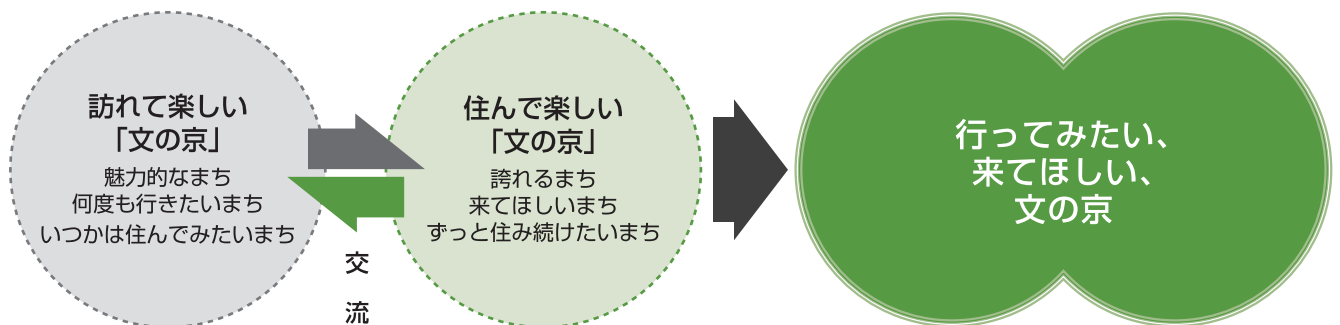 訪れて楽しい
「文の京」
魅力的なまち
何度も行きたいまち
いつかは住んでみたいまち
交
流
住んで楽しい
「文の京」
誇れるまち
来てほしいまち
ずっと住み続けたいまち
行ってみたい、
来てほしい、
文の京